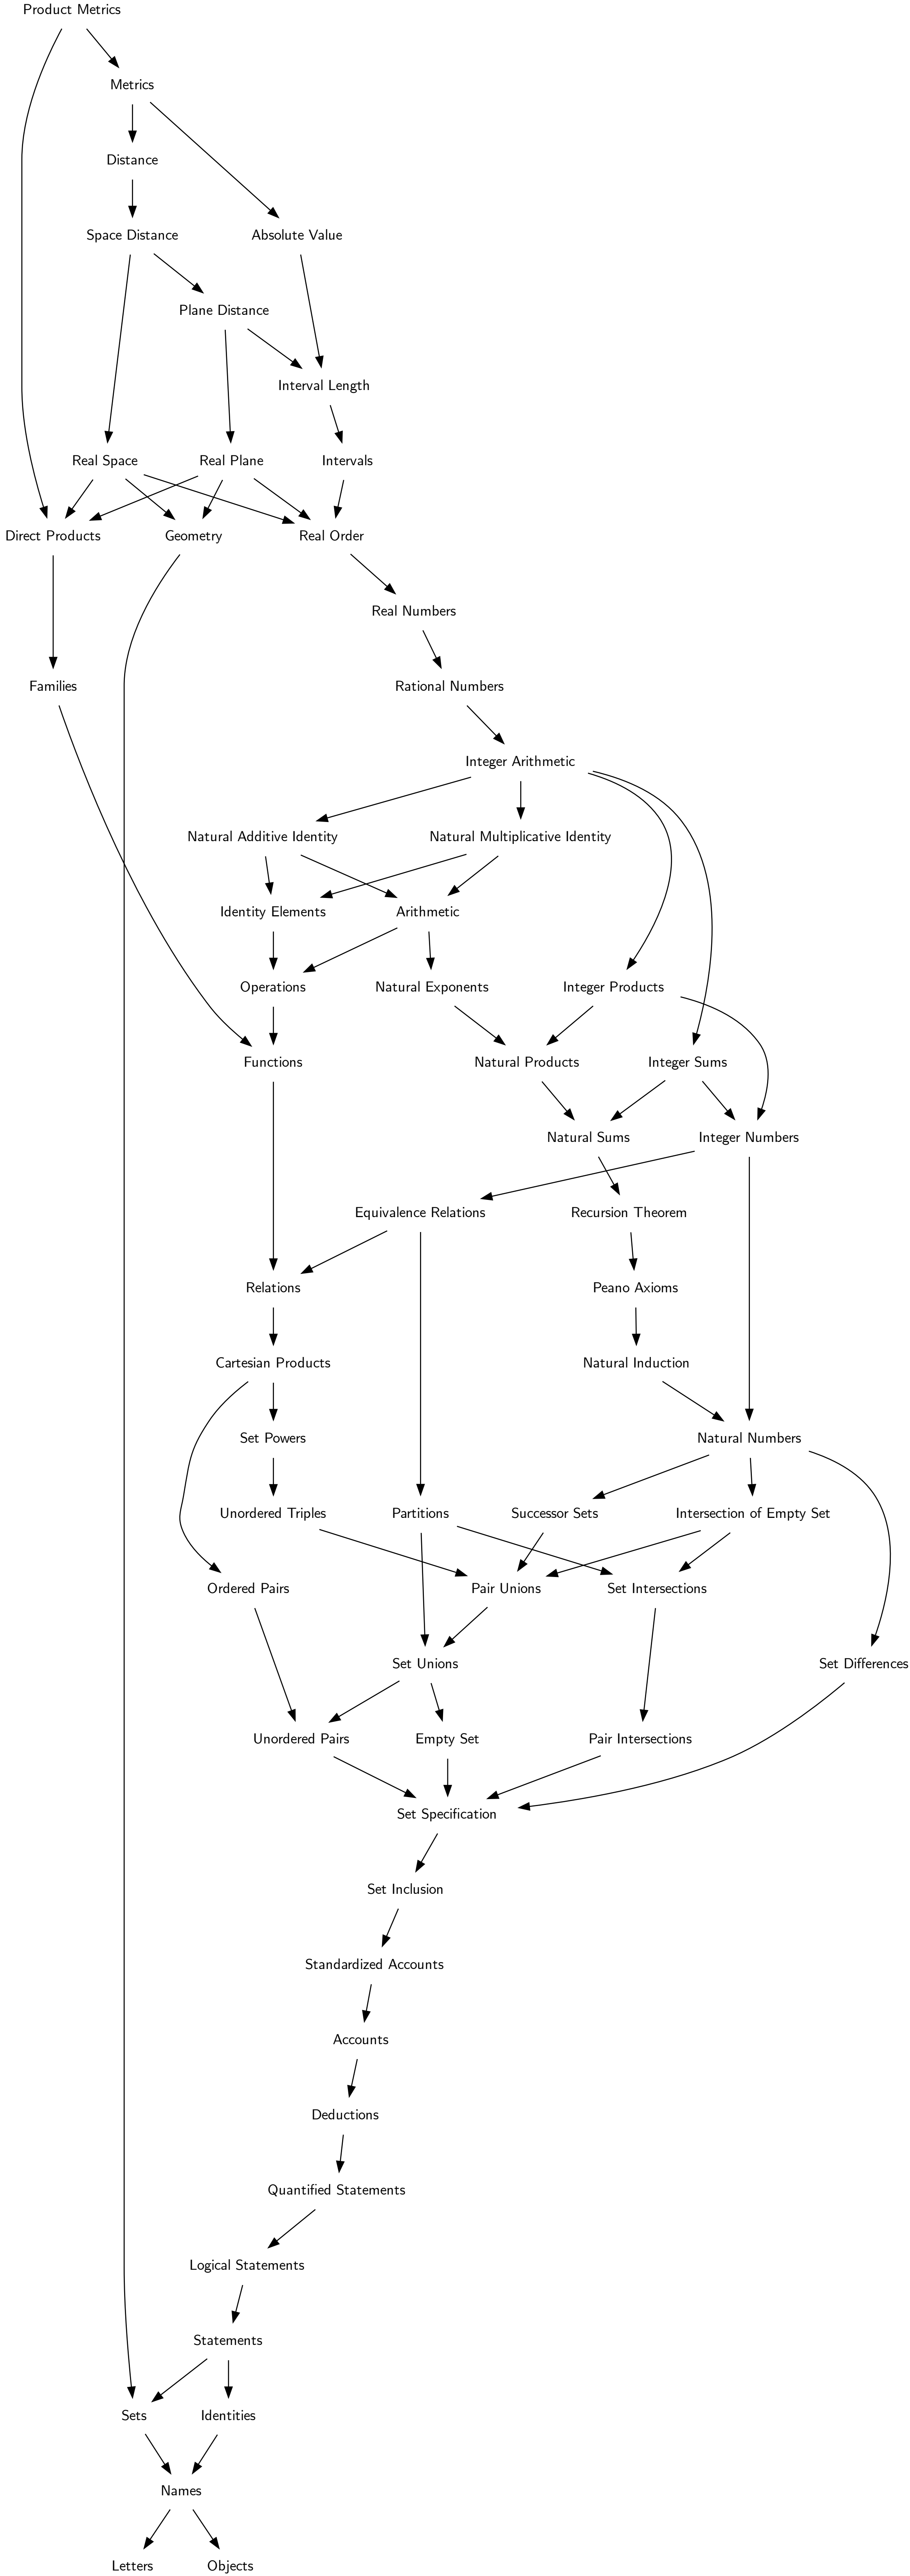 Product Metrics
Metrics
Distance
Space Distance
Absolute Value
Plane Distance
Interval Length
Real Space
Real Plane
Intervals
Direct Products
Geometry
Real Order
Real Numbers
Families
Rational Numbers
Integer Arithmetic
Natural Additive Identity
Natural Multiplicative Identity
Identity Elements
Arithmetic
Operations
Natural Exponents
Integer Products
Functions
Natural Products
Integer Sums
Natural Sums
Integer Numbers
Equivalence Relations
Recursion Theorem
Relations
Peano Axioms
Cartesian Products
Natural Induction
Set Powers
Natural Numbers
Unordered Triples
Partitions
Successor Sets
Intersection of Empty Set
Ordered Pairs
Pair Unions
Set Intersections
Set Unions
Set Differences
Unordered Pairs
Empty Set
Pair Intersections
Set Specification
Set Inclusion
Standardized Accounts
Accounts
Deductions
Quantified Statements
Logical Statements
Statements
Sets
Identities
Names
Letters
Objects